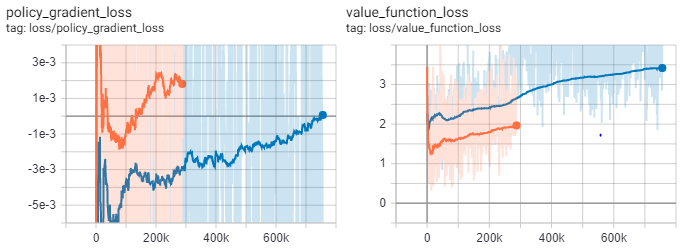 policy_gradient_loss
tag: loss/policy_gradient_loss
3e-3
1e-3
-1e-3
-3e-3
-5e-3
0 200k 400k 600k
value_function_loss
tag: loss/value_function_loss
3
2
1
0
0 200k 400k 600k